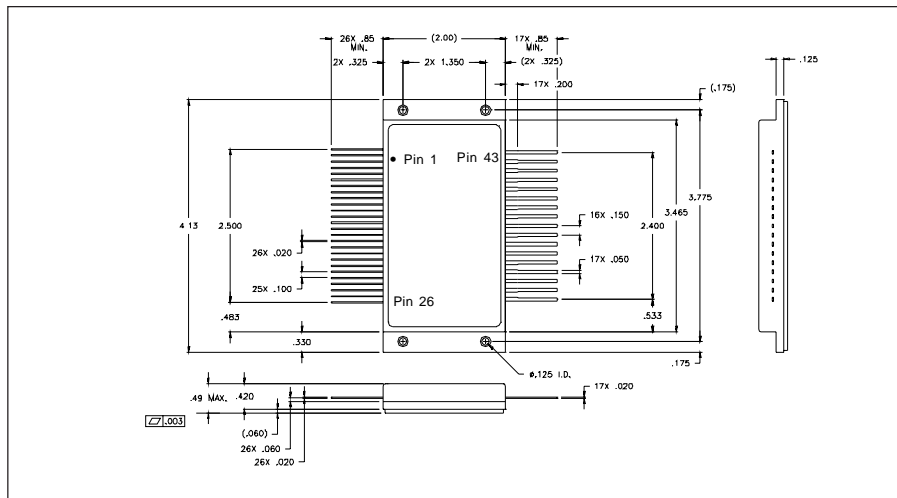 26X .85
MIN.
(2.00)
17X .85
MIN.
2X .325
2X 1.350
(2X .325)
17X .200
.125
(.175)
Pin 1
Pin 43
4.13
2.500
26X .020
25X .100
Pin 26
.483
.330
16X .150
17X .050
2.400
3.465
3.775
.533
.175
ø.125 I.D.
.49 MAX.
.420
17X .020
⏥ .003
(.060)
26X .060
26X .020